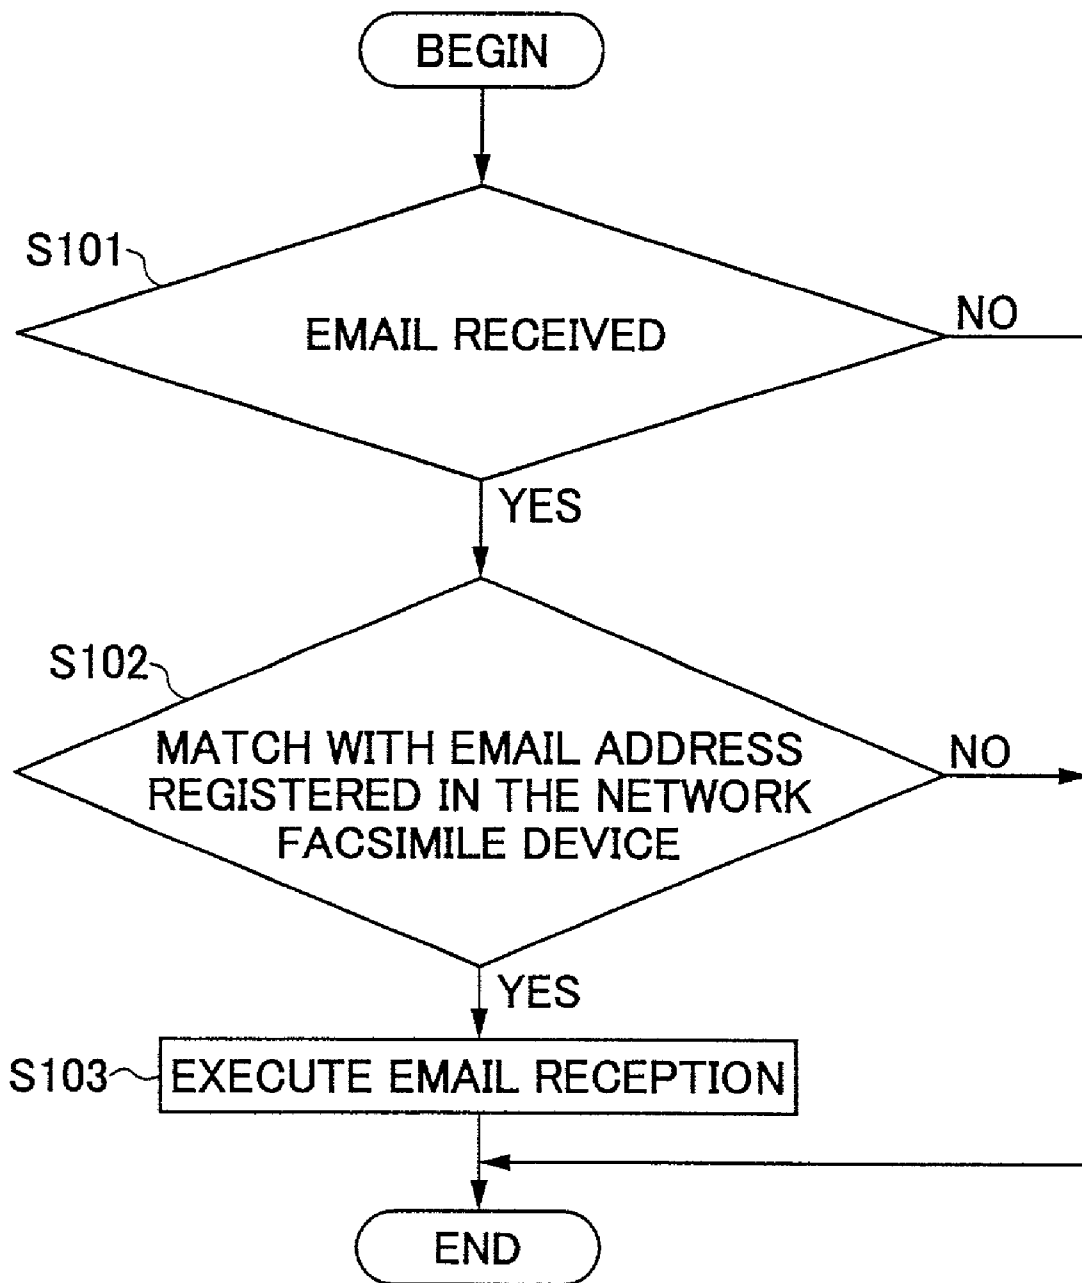 BEGIN
S101
EMAIL RECEIVED
NO
YES
S102
MATCH WITH EMAIL ADDRESS
REGISTERED IN THE NETWORK
FACSIMILE DEVICE
NO
YES
S103
EXECUTE EMAIL RECEPTION
END